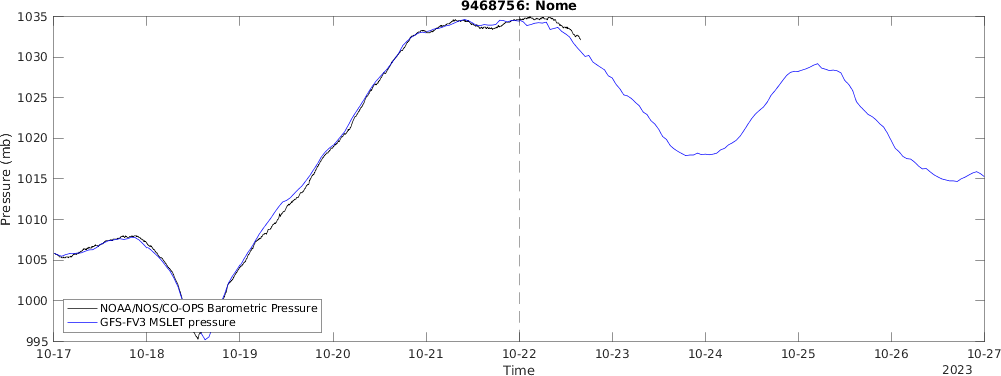 9468756: Nome
1035
1030
1025
1020
1015
1010
1005
1000
995
Pressure (mb)
NOAA/NOS/CO-OPS Barometric Pressure
GFS-FV3 MSLET pressure
10-17 10-18 10-19 10-20 10-21 10-22 10-23 10-24 10-25 10-26 10-27
Time
2023